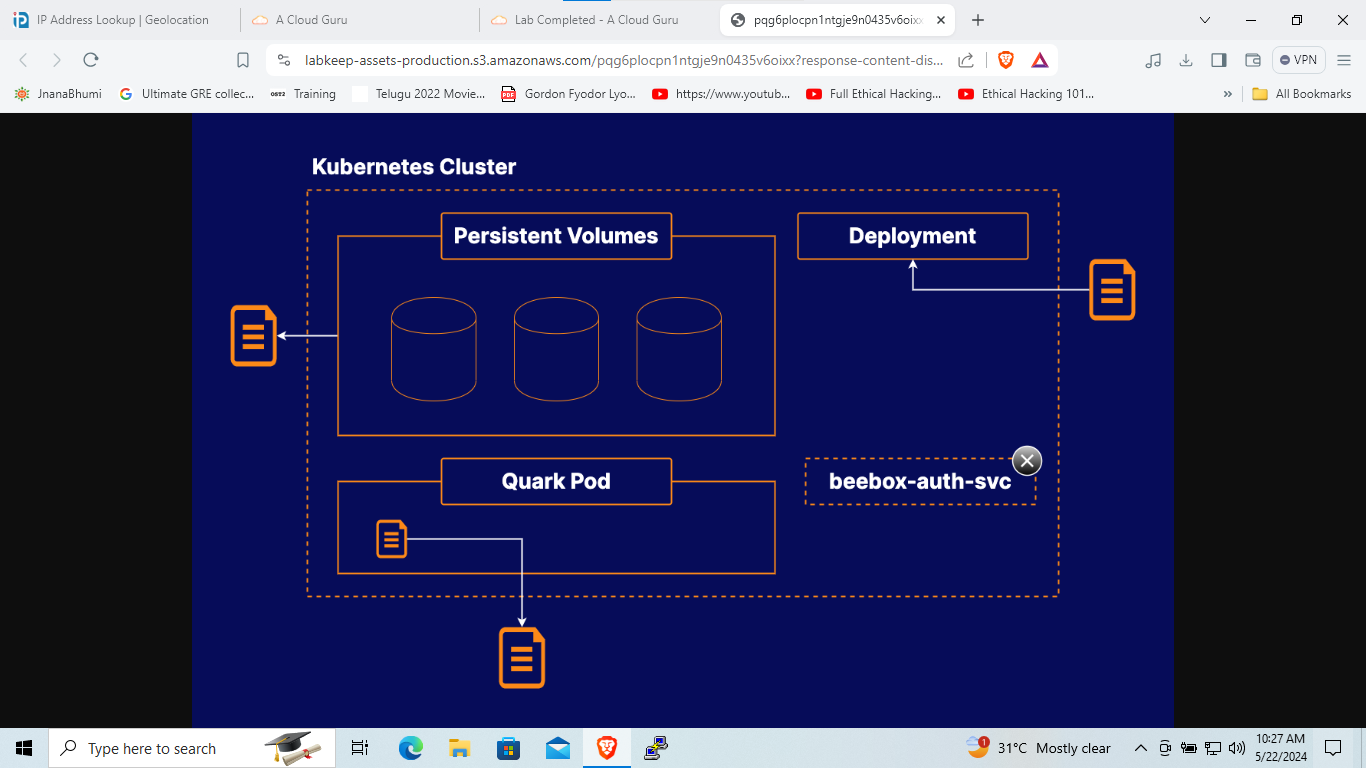 IP Address Lookup | Geolocation
A Cloud Guru
Lab Completed - A Cloud Guru
pqg6plocpn1ntgje9n0435v6oix
labkeep-assets-production.s3.amazonaws.com/pqg6plocpn1ntgje9n0435v6oixx?response-content-dis...
VPN
JnanaBhumi
Ultimate GRE collec...
OST2
Training
Telugu 2022 Movie...
PDF
Gordon Fyodor Lyo...
https://www.youtub...
Full Ethical Hacking...
Ethical Hacking 101...
»
All Bookmarks
Kubernetes Cluster
Persistent Volumes
Deployment
Quark Pod
beebox-auth-svc
Type here to search
1
31°C Mostly clear
10:27 AM
5/22/2024